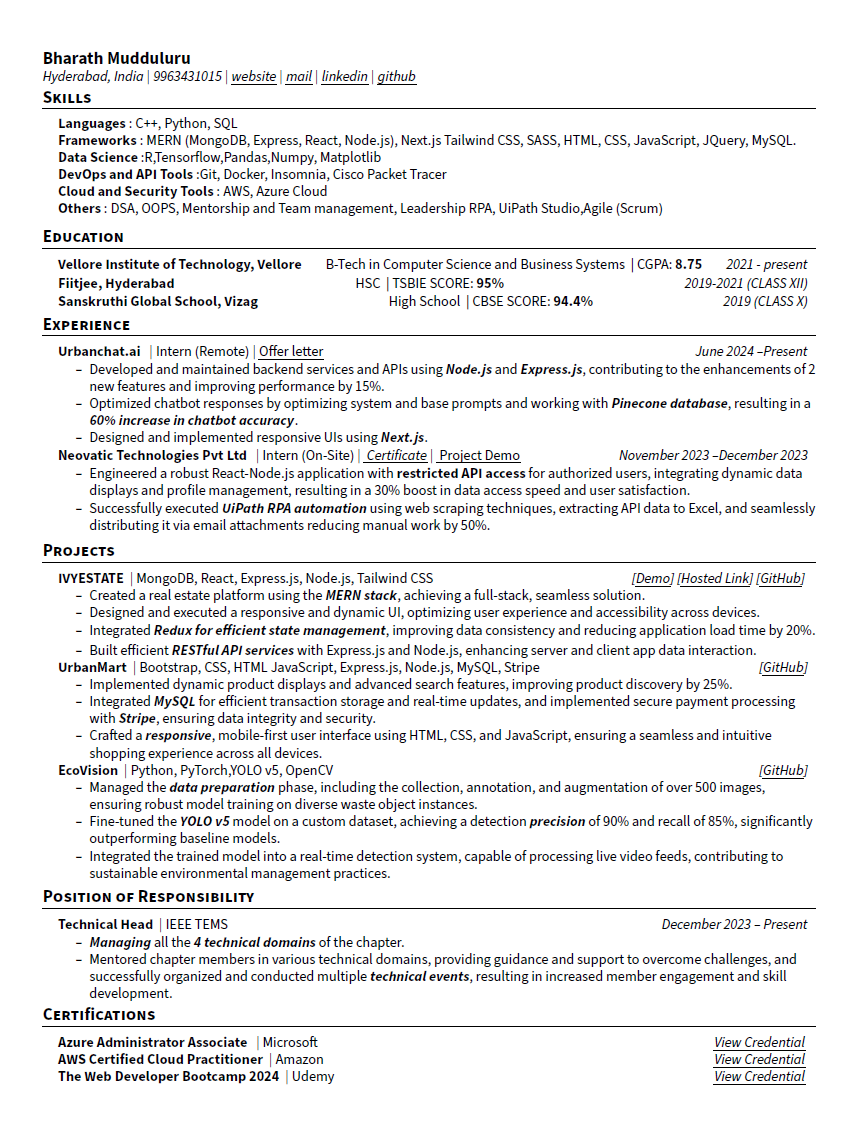 Bharath Mudduluru
Hyderabad, India | 9963431015 | website | mail | linkedin | github
Skills
Languages : C++, Python, SQL
Frameworks : MERN (MongoDB, Express, React, Node.js), Next.js Tailwind CSS, SASS, HTML, CSS, JavaScript, JQuery, MySQL.
Data Science :R,Tensorflow,Pandas,Numpy, Matplotlib
DevOps and API Tools :Git, Docker, Insomnia, Cisco Packet Tracer
Cloud and Security Tools : AWS, Azure Cloud
Others : DSA, OOPS, Mentorship and Team management, Leadership RPA, UiPath Studio,Agile (Scrum)
Education
Vellore Institute of Technology, Vellore B-Tech in Computer Science and Business Systems | CGPA: 8.75 2021 - present
Fiitjee, Hyderabad HSC | TSBIE SCORE: 95% 2019-2021 (CLASS XII)
Sanskruthi Global School, Vizag High School | CBSE SCORE: 94.4% 2019 (CLASS X)
Experience
Urbanchat.ai | Intern (Remote) | Offer letter June 2024 –Present
– Developed and maintained backend services and APIs using Node.js and Express.js, contributing to the enhancements of 2
new features and improving performance by 15%.
– Optimized chatbot responses by optimizing system and base prompts and working with Pinecone database, resulting in a
60% increase in chatbot accuracy.
– Designed and implemented responsive UIs using Next.js.
Neovatic Technologies Pvt Ltd | Intern (On-Site) | Certificate | Project Demo November 2023 –December 2023
– Engineered a robust React-Node.js application with restricted API access for authorized users, integrating dynamic data
displays and profile management, resulting in a 30% boost in data access speed and user satisfaction.
– Successfully executed UiPath RPA automation using web scraping techniques, extracting API data to Excel, and seamlessly
distributing it via email attachments reducing manual work by 50%.
Projects
IVYESTATE | MongoDB, React, Express.js, Node.js, Tailwind CSS [Demo] [Hosted Link] [GitHub]
– Created a real estate platform using the MERN stack, achieving a full-stack, seamless solution.
– Designed and executed a responsive and dynamic UI, optimizing user experience and accessibility across devices.
– Integrated Redux for efficient state management, improving data consistency and reducing application load time by 20%.
– Built efficient RESTful API services with Express.js and Node.js, enhancing server and client app data interaction.
UrbanMart | Bootstrap, CSS, HTML JavaScript, Express.js, Node.js, MySQL, Stripe [GitHub]
– Implemented dynamic product displays and advanced search features, improving product discovery by 25%.
– Integrated MySQL for efficient transaction storage and real-time updates, and implemented secure payment processing
with Stripe, ensuring data integrity and security.
– Crafted a responsive, mobile-first user interface using HTML, CSS, and JavaScript, ensuring a seamless and intuitive
shopping experience across all devices.
EcoVision | Python, PyTorch,YOLO v5, OpenCV [GitHub]
– Managed the data preparation phase, including the collection, annotation, and augmentation of over 500 images,
ensuring robust model training on diverse waste object instances.
– Fine-tuned the YOLO v5 model on a custom dataset, achieving a detection precision of 90% and recall of 85%, significantly
outperforming baseline models.
– Integrated the trained model into a real-time detection system, capable of processing live video feeds, contributing to
sustainable environmental management practices.
Position of Responsibility
Technical Head | IEEE TEMS December 2023 – Present
– Managing all the 4 technical domains of the chapter.
– Mentored chapter members in various technical domains, providing guidance and support to overcome challenges, and
successfully organized and conducted multiple technical events, resulting in increased member engagement and skill
development.
Certifications
Azure Administrator Associate | Microsoft View Credential
AWS Certified Cloud Practitioner | Amazon View Credential
The Web Developer Bootcamp 2024 | Udemy View Credential